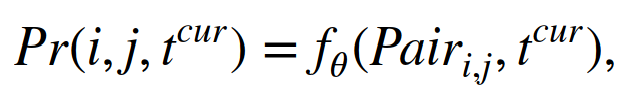 Pr(i, j, t^{cur}) = f_θ(Pair_{i,j}, t^{cur}),